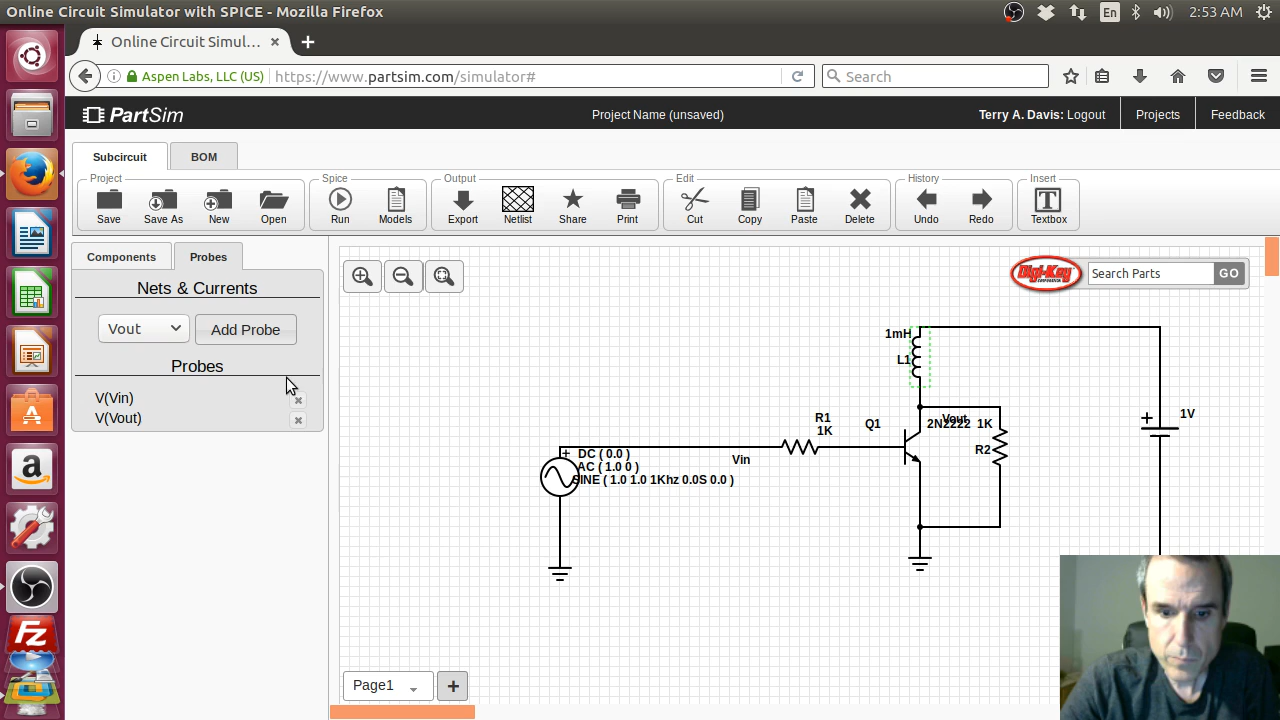 Online Circuit Simulator with SPICE - Mozilla Firefox
En
2:53 AM
Online Circuit Simul... × +
Aspen Labs, LLC (US)
https://www.partsim.com/simulator#
Search
PartSim
Project Name (unsaved)
Terry A. Davis: Logout
Projects
Feedback
Subcircuit
BOM
Project
Spice
Output
Edit
History
Insert
Save
Save As
New
Open
Run
Models
Export
Netlist
Share
Print
Cut
Copy
Paste
Delete
Undo
Redo
Textbox
Components
Probes
Nets & Currents
Vout
Add Probe
Probes
V(Vin)
V(Vout)
Digi-Key
CORPORATION
Search Parts
GO
1mH
L1
R1
1K
Q1
Vout
2N2222
1K
R2
+
1V
+
DC ( 0.0 )
AC ( 1.0 0 )
SINE ( 1.0 1.0 1Khz 0.0S 0.0 )
Vin
Page1
+
Fz